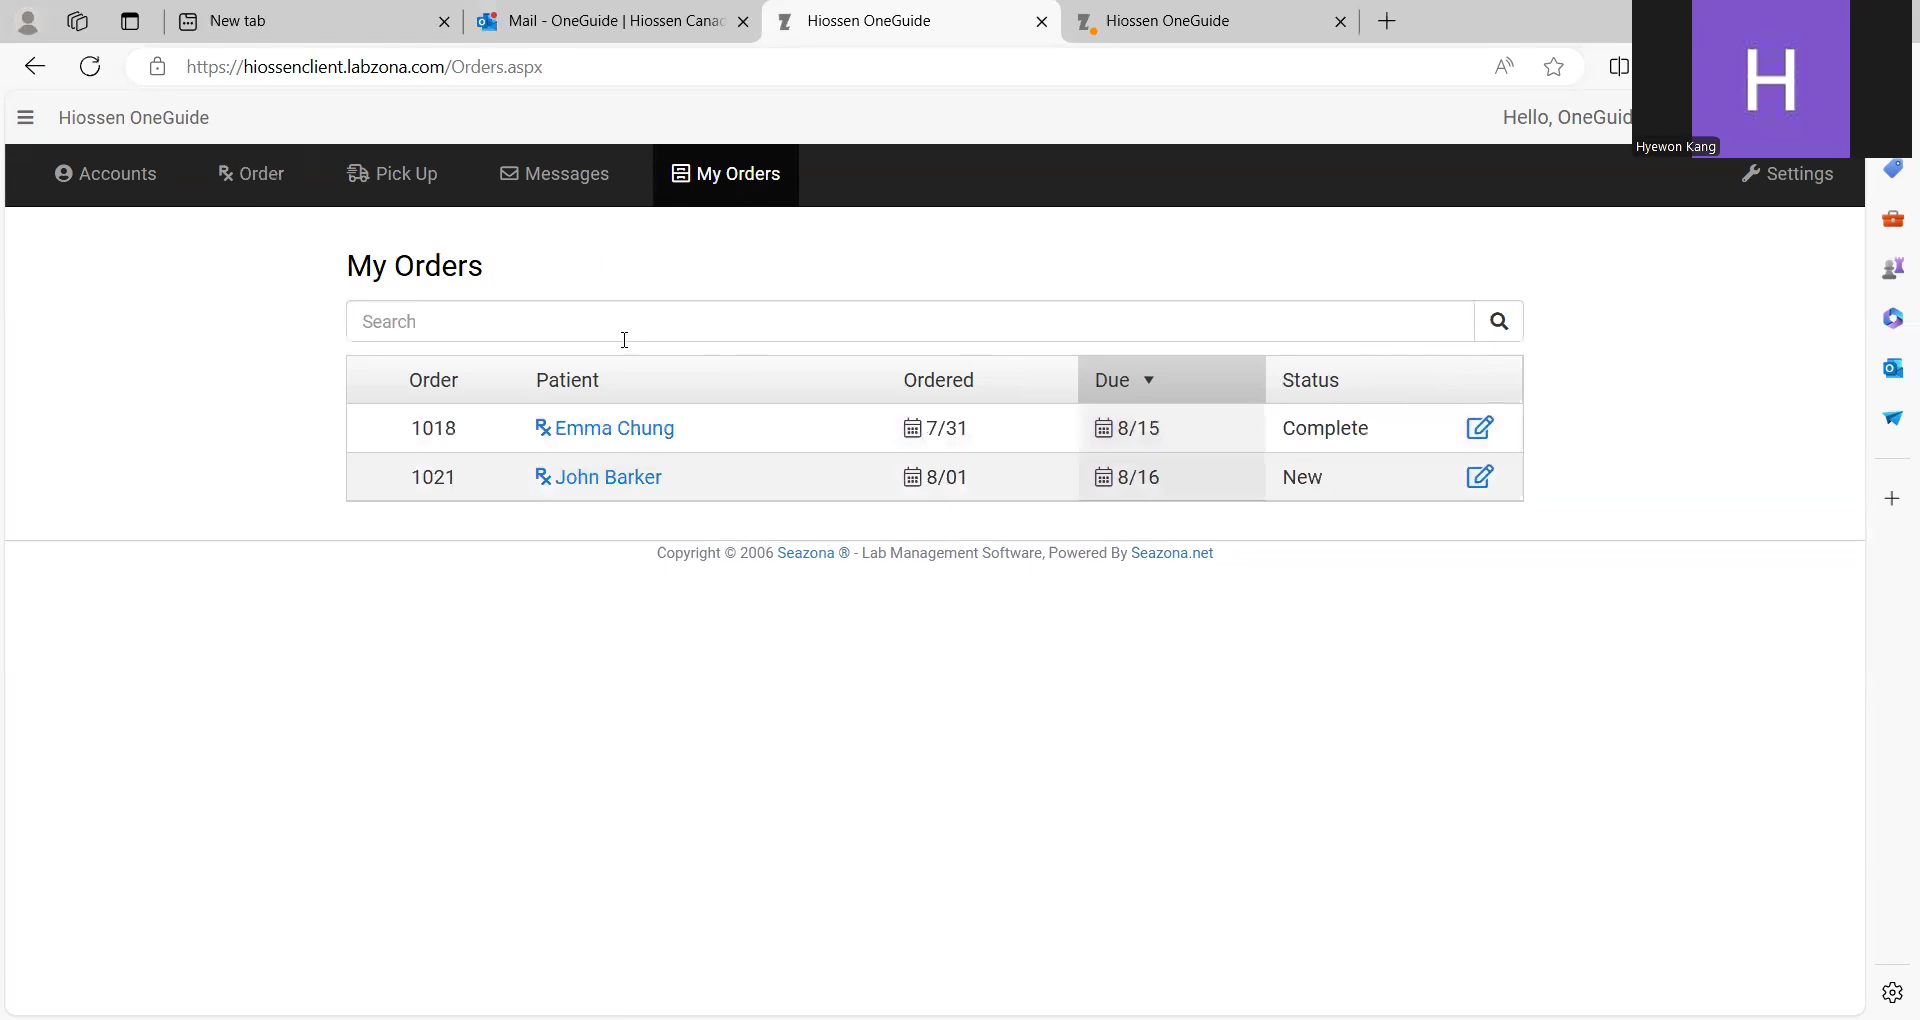 New tab
Mail - OneGuide | Hiossen Canad
Hiossen OneGuide
Hiossen OneGuide
https://hiossenclient.labzona.com/Orders.aspx
Hiossen OneGuide
Hello, OneGuid
H
Hyewon Kang
Accounts
Order
Pick Up
Messages
My Orders
Settings
My Orders
Search
Order Patient Ordered Due ▼ Status
1018 Emma Chung 7/31 8/15 Complete
1021 John Barker 8/01 8/16 New
Copyright © 2006 Seazona ® - Lab Management Software, Powered By Seazona.net